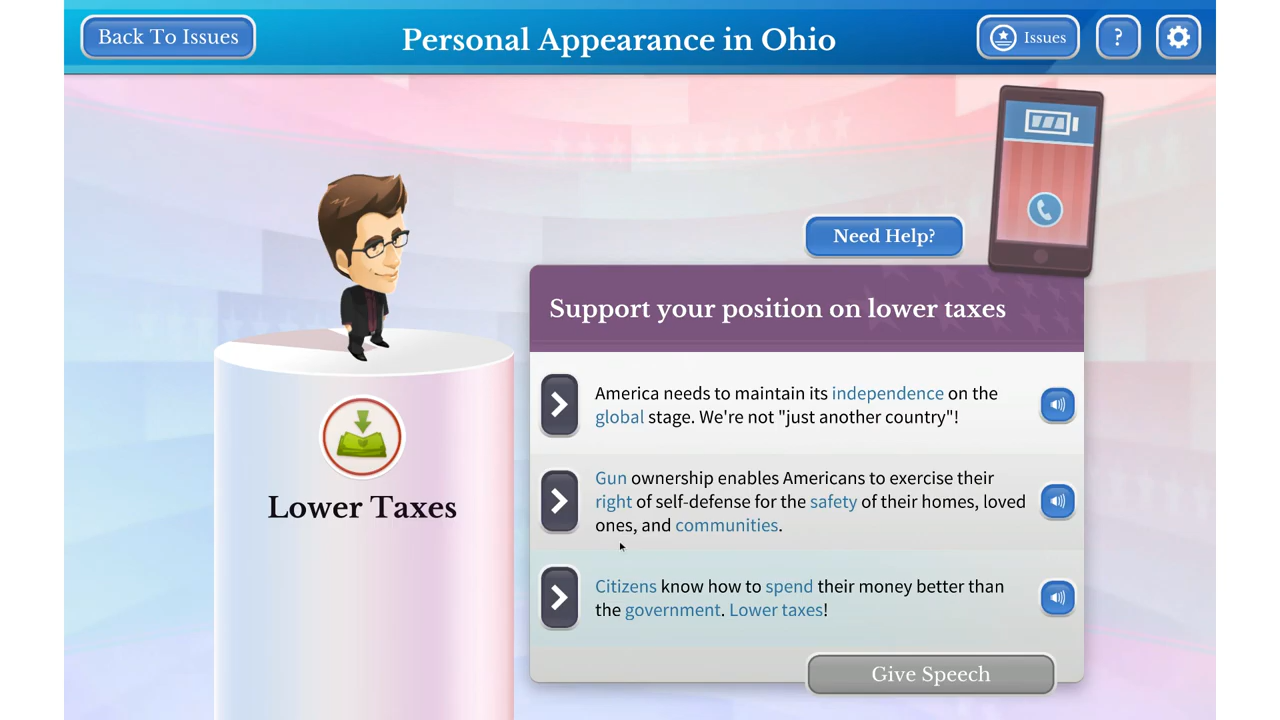 Back To Issues
Personal Appearance in Ohio
Issues
?
Need Help?
Support your position on lower taxes
America needs to maintain its independence on the
global stage. We're not "just another country"!
Gun ownership enables Americans to exercise their
right of self-defense for the safety of their homes, loved
ones, and communities.
Citizens know how to spend their money better than
the government. Lower taxes!
Lower Taxes
Give Speech